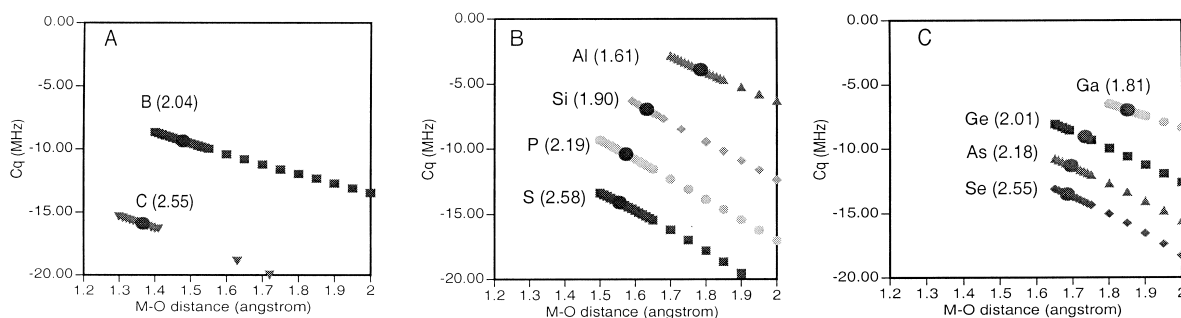 A
0.00
-5.00
-10.00
-15.00
-20.00
Cq (MHz)
B (2.04)
C (2.55)
1.2 1.3 1.4 1.5 1.6 1.7 1.8 1.9 2
M-O distance (angstrom)
B
0.00
-5.00
-10.00
-15.00
-20.00
Cq (MHz)
Al (1.61)
Si (1.90)
P (2.19)
S (2.58)
1.2 1.3 1.4 1.5 1.6 1.7 1.8 1.9 2
M-O distance (angstrom)
C
0.00
-5.00
-10.00
-15.00
-20.00
Cq (MHz)
Ga (1.81)
Ge (2.01)
As (2.18)
Se (2.55)
1.2 1.3 1.4 1.5 1.6 1.7 1.8 1.9 2
M-O distance (angstrom)